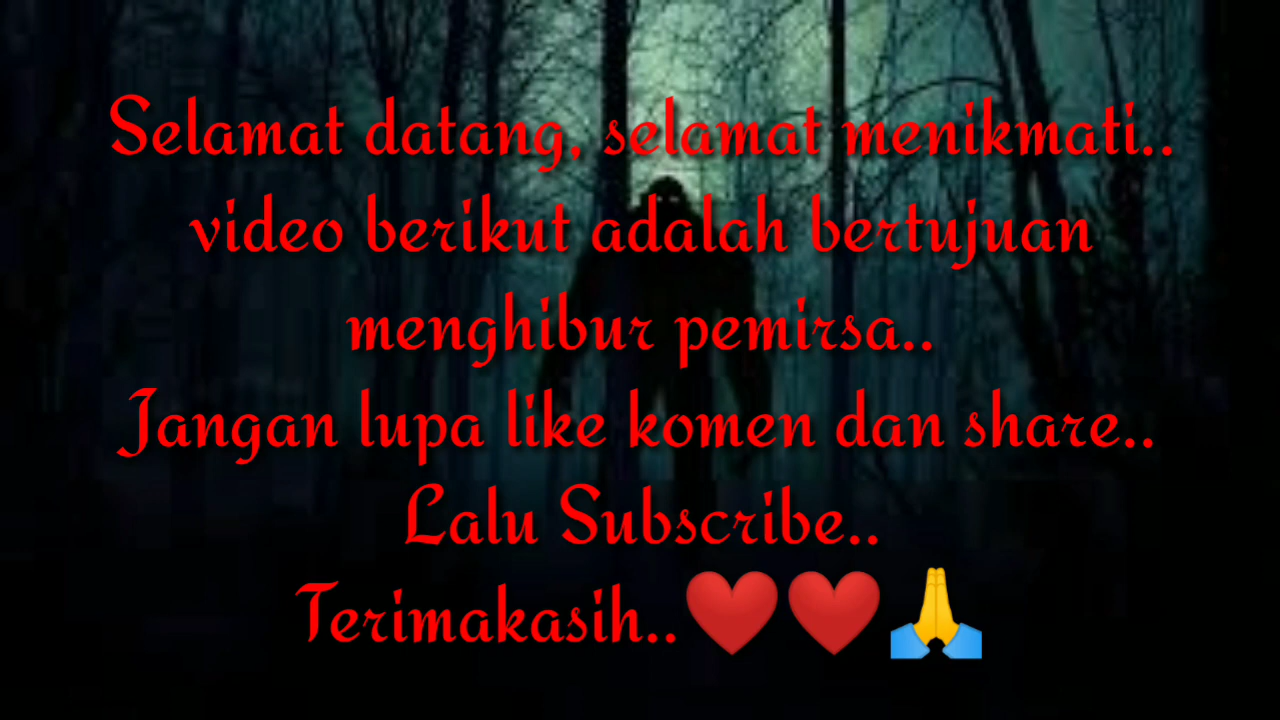 Selamat datang, selamat menikmati..
video berikut adalah bertujuan
menghibur pemirsa..
Jangan lupa like komen dan share..
Lalu Subscribe..
Terimakasih..❤️❤️🙏